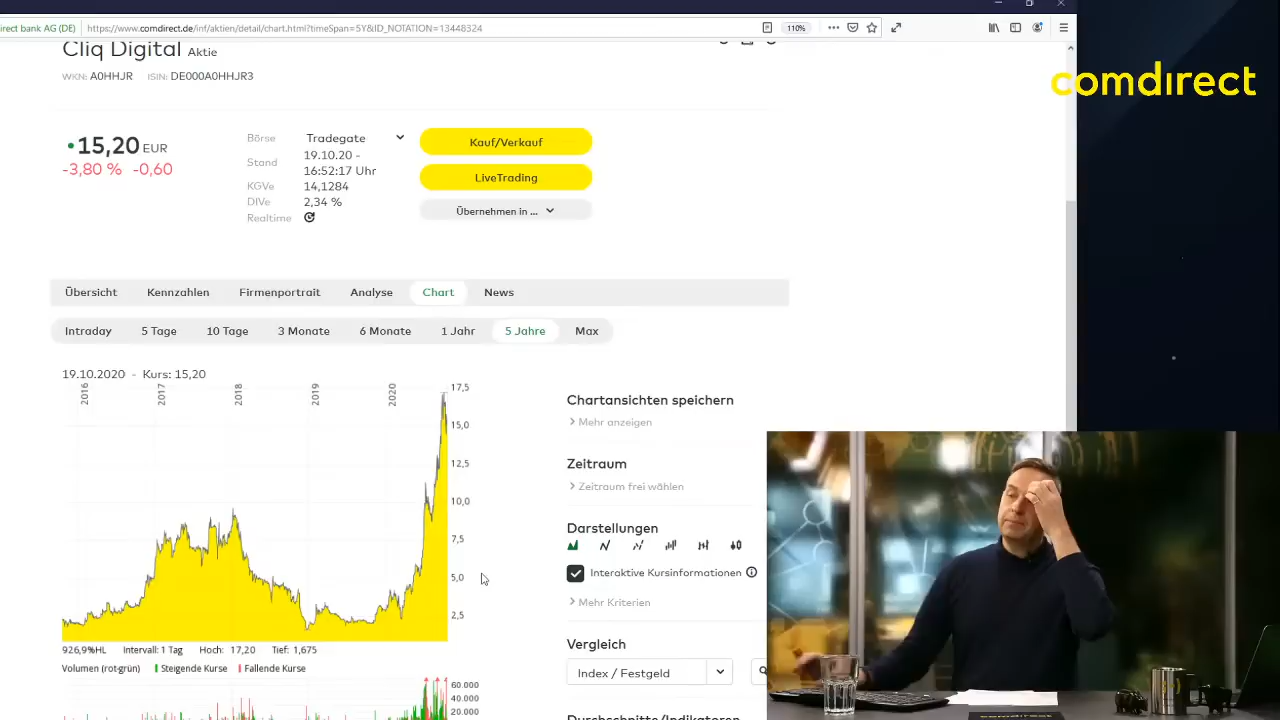 irect bank AG (DE) https://www.comdirect.de/inf/aktien/detail/chart.html?timeSpan=5Y&ID_NOTATION=13448324 110%
comdirect
Cliq Digital Aktie
WKN: A0HHJR ISIN: DE000A0HHJR3
15,20 EUR
-3,80 % -0,60
Börse Tradegate
Stand 19.10.20 -
16:52:17 Uhr
KGVe 14,1284
DIVe 2,34 %
Realtime
Kauf/Verkauf
LiveTrading
Übernehmen in ...
Übersicht Kennzahlen Firmenportrait Analyse Chart News
Intraday 5 Tage 10 Tage 3 Monate 6 Monate 1 Jahr 5 Jahre Max
19.10.2020 - Kurs: 15,20
2016 2017 2018 2019 2020
17,5
15,0
12,5
10,0
7,5
5,0
2,5
926,9%HL Intervall: 1 Tag Hoch: 17,20 Tief: 1,675
Volumen (rot-grün) Steigende Kurse Fallende Kurse
60.000
40.000
20.000
Chartansichten speichern
Mehr anzeigen
Zeitraum
Zeitraum frei wählen
Darstellungen
Interaktive Kursinformationen
Mehr Kriterien
Vergleich
Index / Festgeld
Durchschnitte/Indikatoren
comdirect